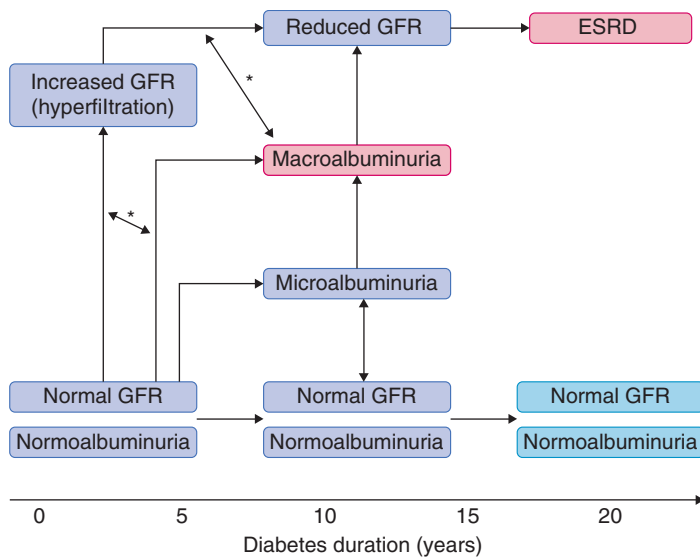 Reduced GFR
ESRD
Increased GFR
(hyperfiltration)
*
Macroalbuminuria
*
Microalbuminuria
Normal GFR
Normal GFR
Normal GFR
Normoalbuminuria
Normoalbuminuria
Normoalbuminuria
0 5 10 15 20
Diabetes duration (years)